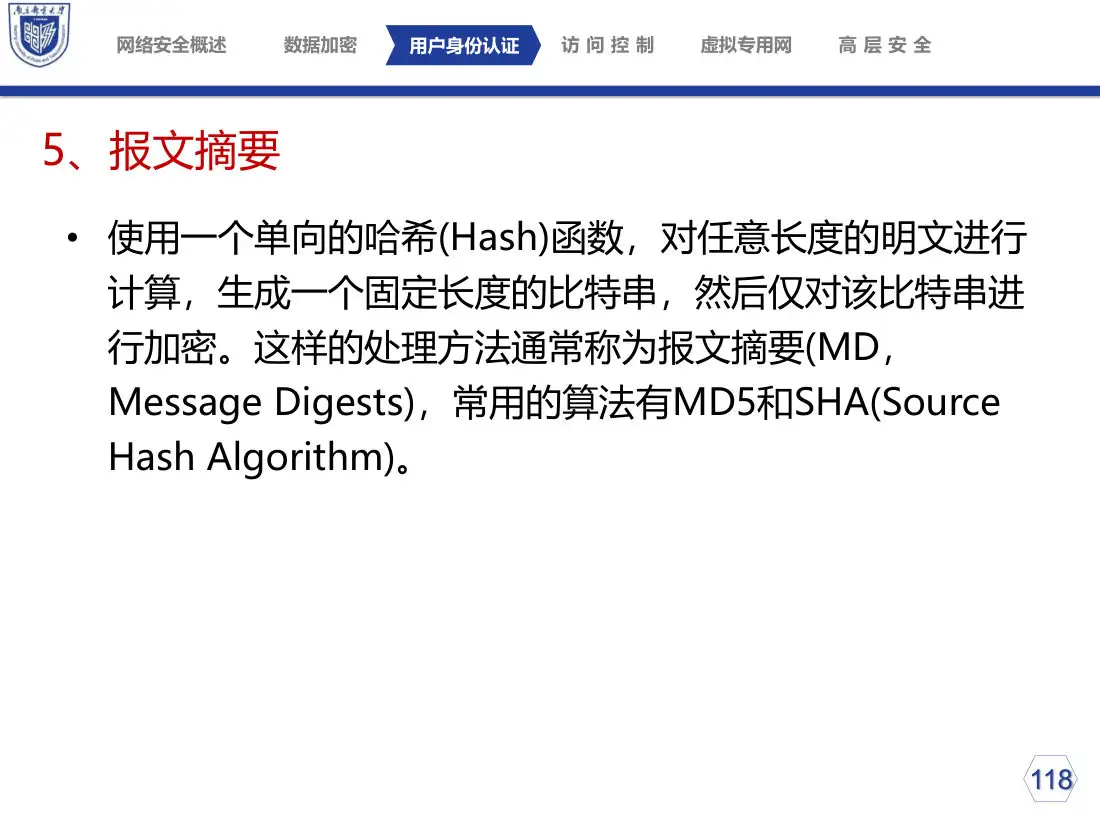 网络安全概述 数据加密 用户身份认证 访问控制 虚拟专用网 高层安全
5、报文摘要
• 使用一个单向的哈希(Hash)函数，对任意长度的明文进行
计算，生成一个固定长度的比特串，然后仅对该比特串进
行加密。这样的处理方法通常称为报文摘要(MD，
Message Digests)，常用的算法有MD5和SHA(Source
Hash Algorithm)。
118